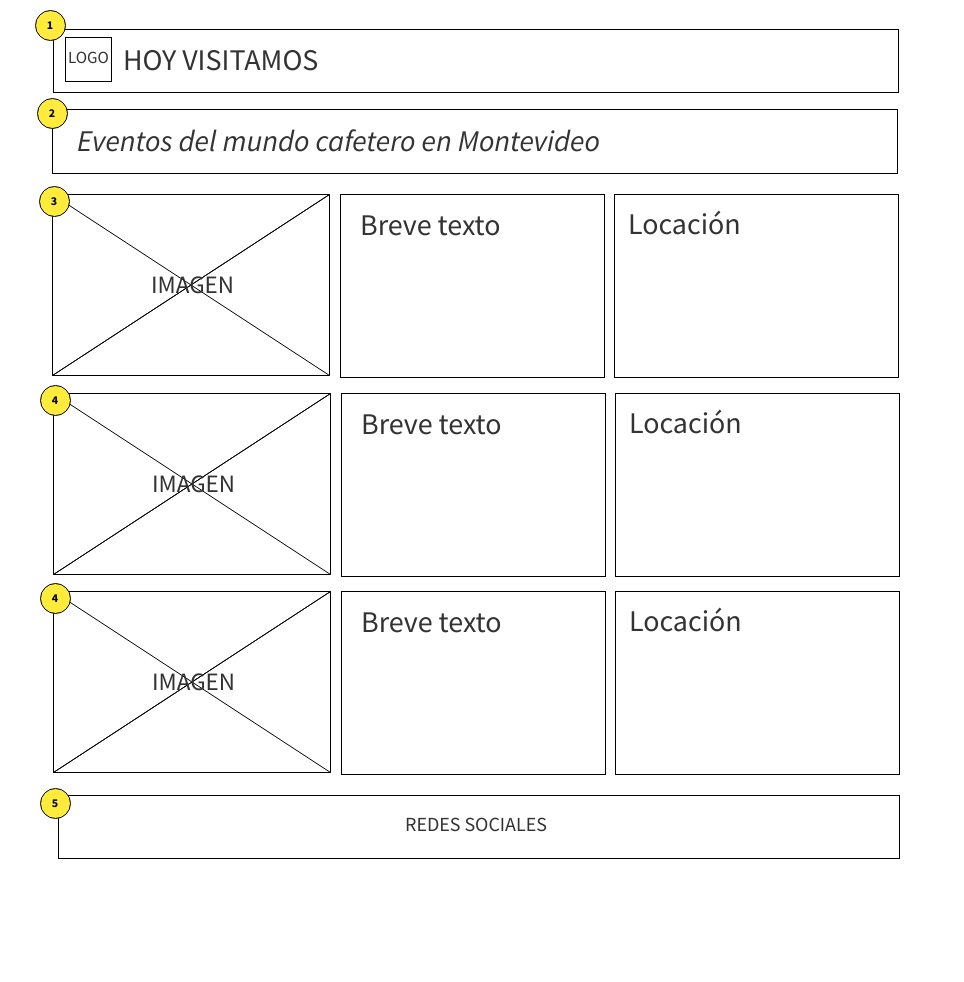 1
LOGO
HOY VISITAMOS
2
Eventos del mundo cafetero en Montevideo
3
IMAGEN
Breve texto
Locación
4
IMAGEN
Breve texto
Locación
4
IMAGEN
Breve texto
Locación
5
REDES SOCIALES